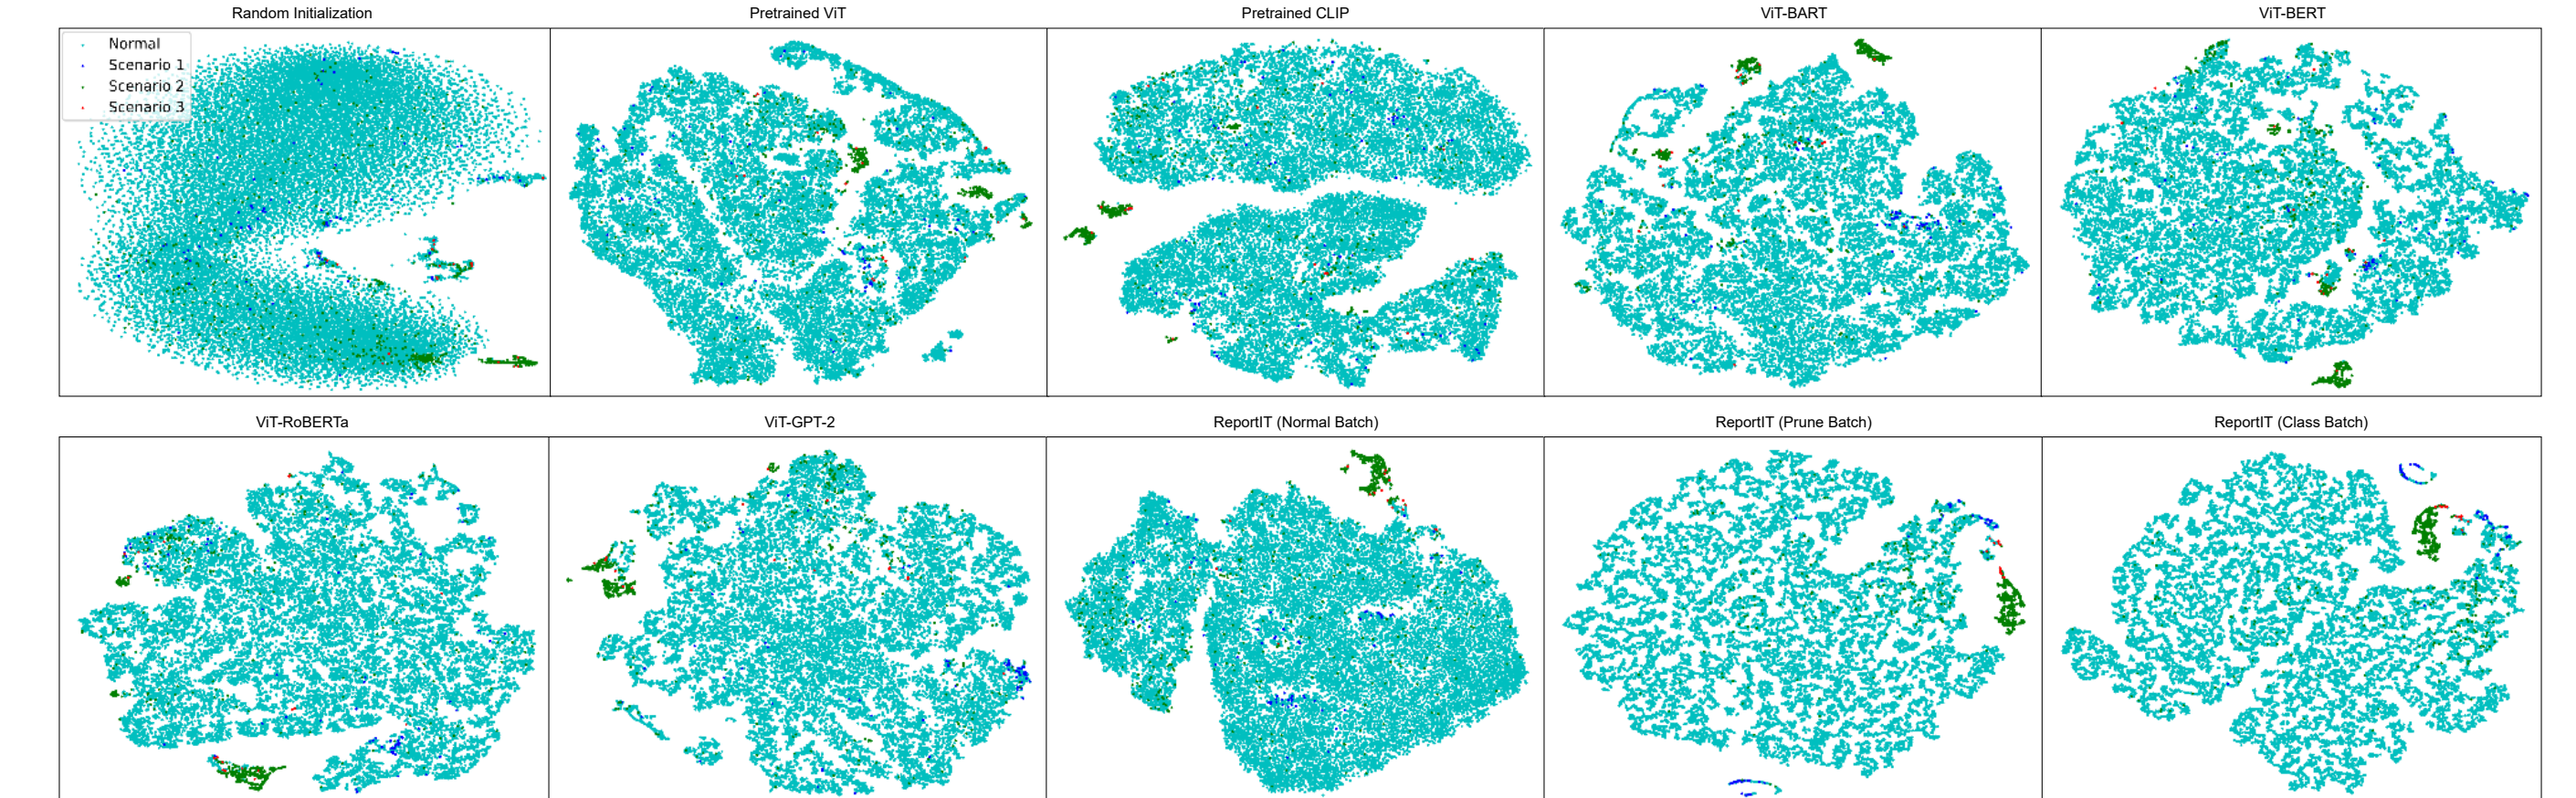 Random Initialization
Pretrained ViT
Pretrained CLIP
ViT-BART
ViT-BERT
Normal
Scenario 1
Scenario 2
Scenario 3
ViT-RoBERTa
ViT-GPT-2
ReportIT (Normal Batch)
ReportIT (Prune Batch)
ReportIT (Class Batch)